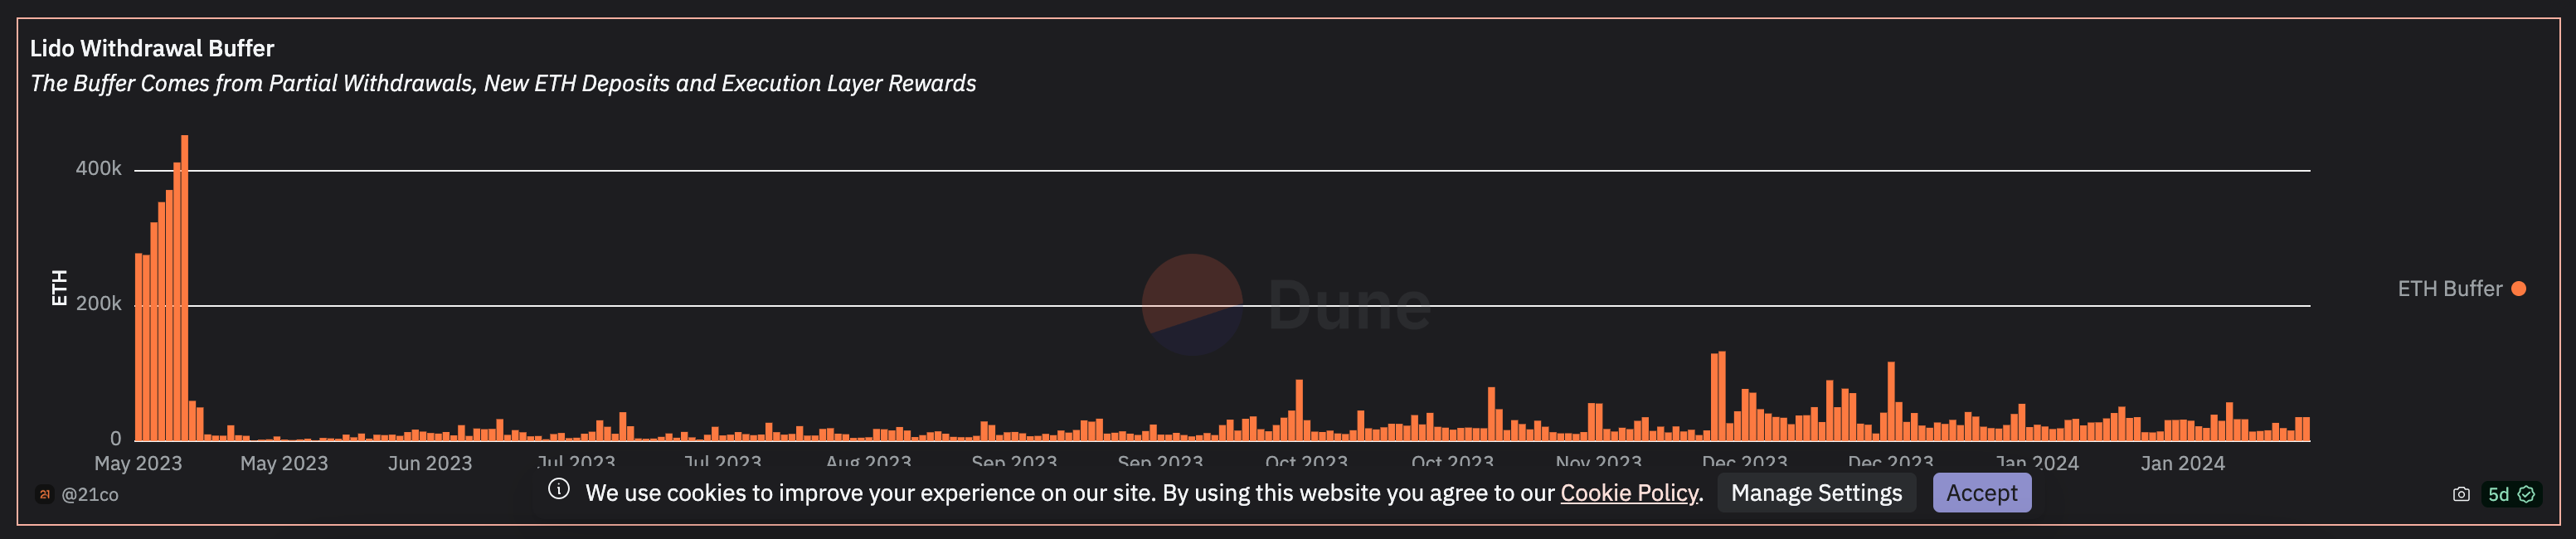 Lido Withdrawal Buffer
The Buffer Comes from Partial Withdrawals, New ETH Deposits and Execution Layer Rewards
400k
200k
0
ETH
Dune
ETH Buffer
May 2023 May 2023 Jun 2023 Jul 2023 Jul 2023 Aug 2023 Sep 2023 Sep 2023 Oct 2023 Oct 2023 Nov 2023 Dec 2023 Dec 2023 Jan 2024 Jan 2024
21 @21co
We use cookies to improve your experience on our site. By using this website you agree to our Cookie Policy. Manage Settings Accept
5d